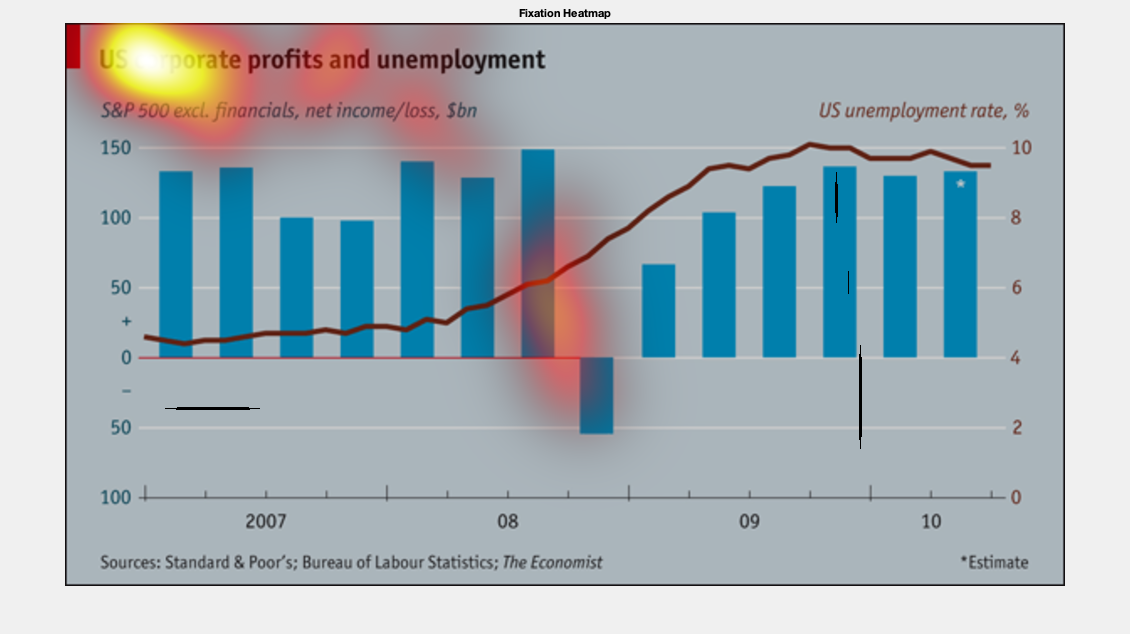 Fixation Heatmap
US corporate profits and unemployment
S&P 500 excl. financials, net income/loss, $bn
US unemployment rate, %
150 10
100 8
50 6
+
0 4
–
50 2
100 0
2007 08 09 10
*
Sources: Standard & Poor's; Bureau of Labour Statistics; The Economist
*Estimate